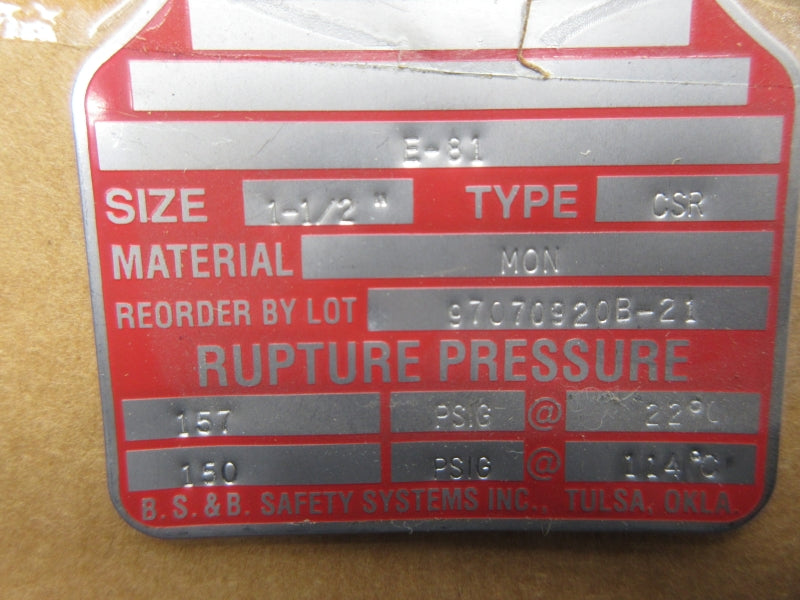 E-81
SIZE 1-1/2 " TYPE CSR
MATERIAL MON
REORDER BY LOT 97070920B-21
RUPTURE PRESSURE
157 PSIG @ 22°C
150 PSIG @ 114°C
B. S. & B. SAFETY SYSTEMS INC., TULSA, OKLA.